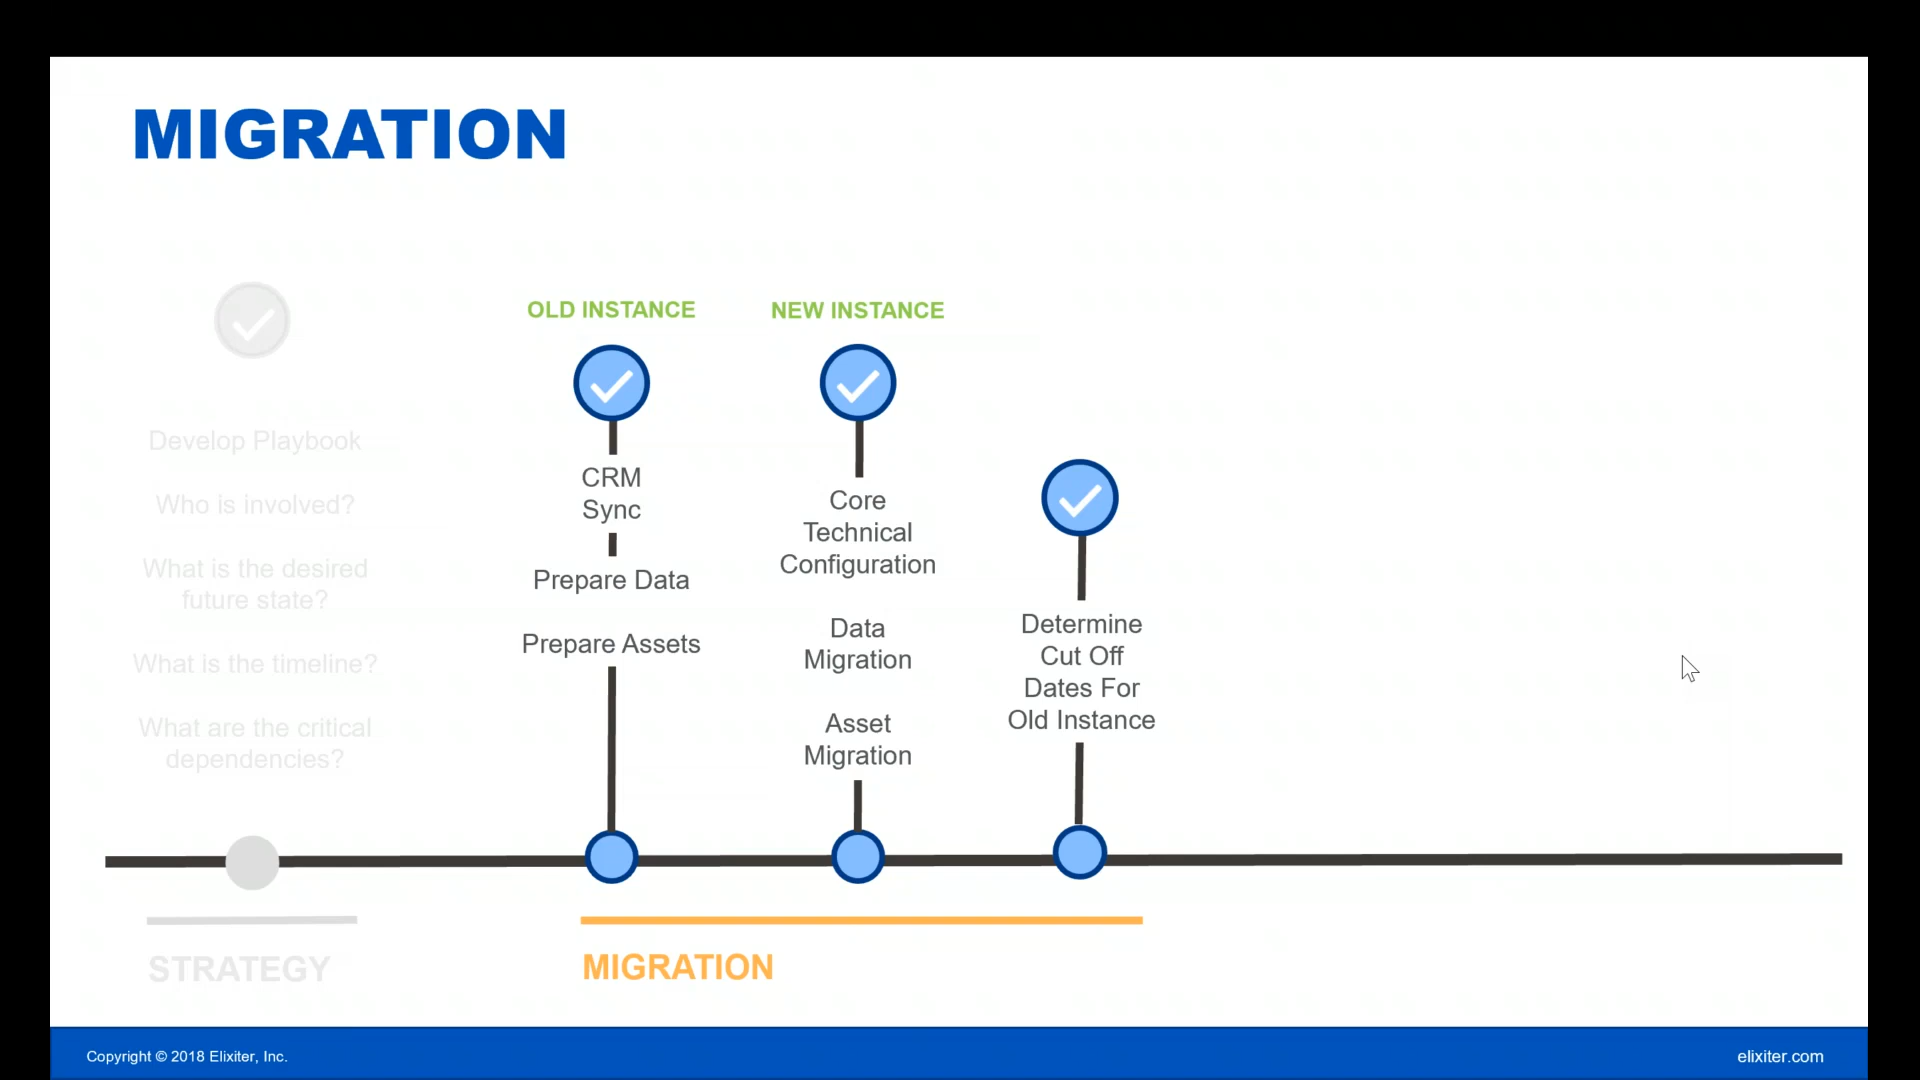 MIGRATION
Develop Playbook
Who is involved?
What is the desired
future state?
What is the timeline?
What are the critical
dependencies?
STRATEGY
OLD INSTANCE
CRM
Sync
Prepare Data
Prepare Assets
NEW INSTANCE
Core
Technical
Configuration
Data
Migration
Asset
Migration
Determine
Cut Off
Dates For
Old Instance
MIGRATION
Copyright © 2018 Elixiter, Inc.
elixiter.com